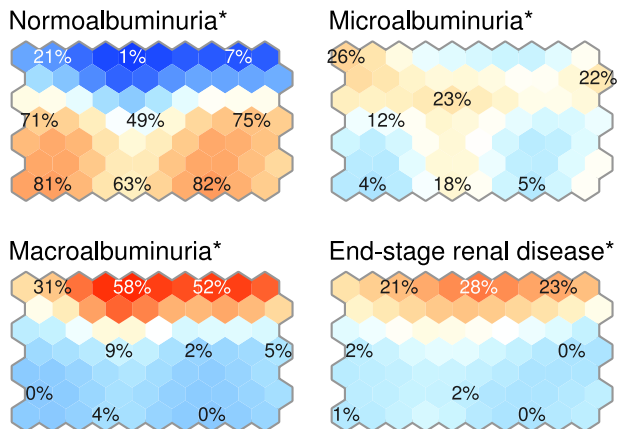 Normoalbuminuria*
21% 1% 7%
71% 49% 75%
81% 63% 82%
Microalbuminuria*
26%
22%
23%
12%
4% 18% 5%
Macroalbuminuria*
31% 58% 52%
9% 2% 5%
0%
4% 0%
End-stage renal disease*
21% 28% 23%
2% 0%
2%
1% 0%